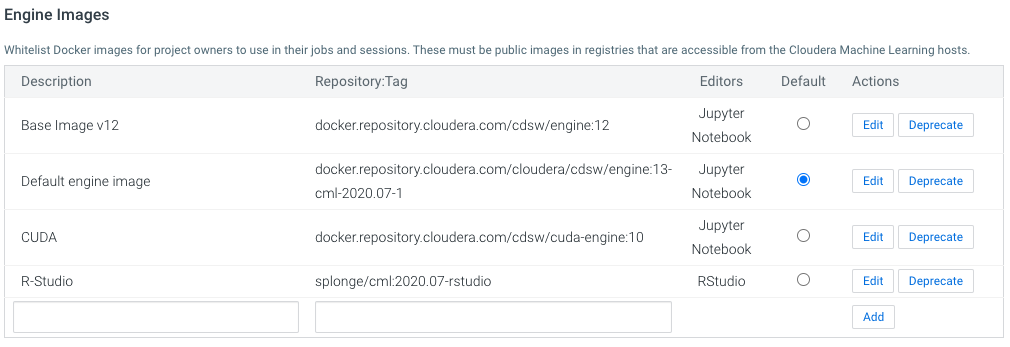 Engine Images
Whitelist Docker images for project owners to use in their jobs and sessions. These must be public images in registries that are accessible from the Cloudera Machine Learning hosts.
Description Repository:Tag Editors Default Actions
Base Image v12 docker.repository.cloudera.com/cdsw/engine:12 Jupyter Notebook Edit Deprecate
Default engine image docker.repository.cloudera.com/cloudera/cdsw/engine:13-cml-2020.07-1 Jupyter Notebook Edit Deprecate
CUDA docker.repository.cloudera.com/cdsw/cuda-engine:10 Jupyter Notebook Edit Deprecate
R-Studio splonge/cml:2020.07-rstudio RStudio Edit Deprecate
Add